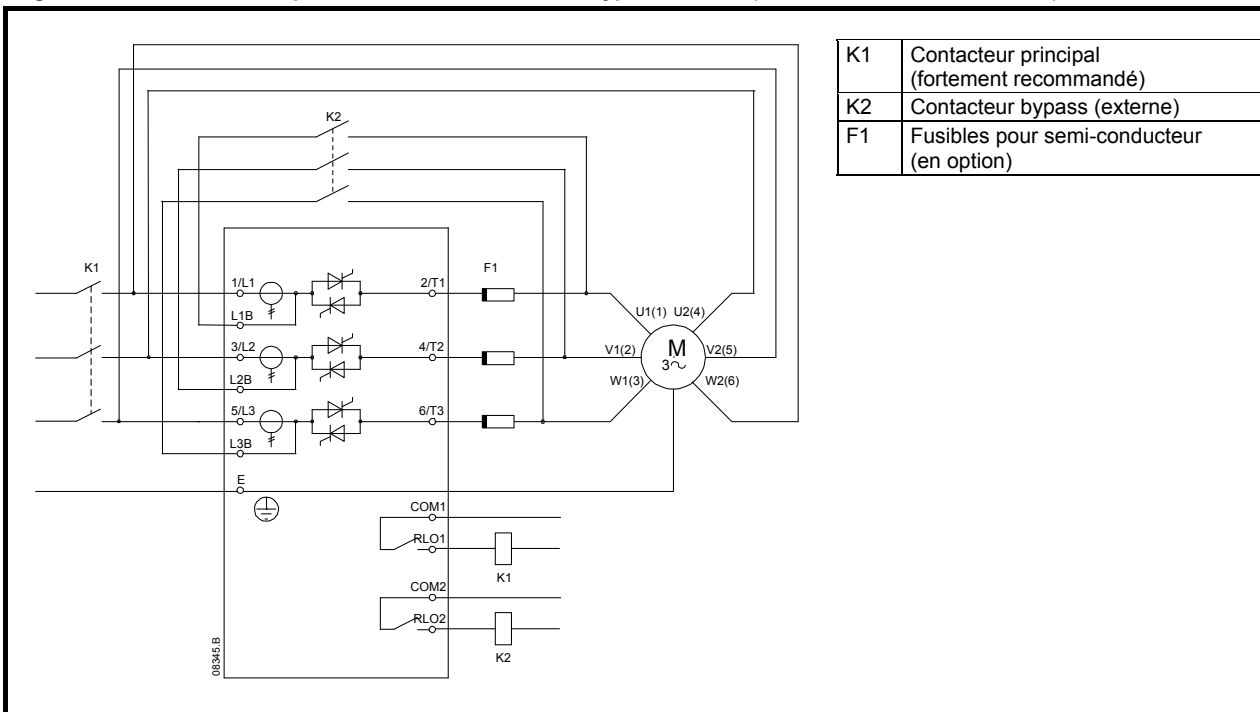 K1 Contacteur principal
(fortement recommandé)
K2 Contacteur bypass (externe)
F1 Fusibles pour semi-conducteur
(en option)
K2
K1
F1
1/L1
2/T1
L1B
U1(1) U2(4)
3/L2
4/T2
V1(2)
M
V2(5)
3~
L2B
W1(3)
W2(6)
5/L3
6/T3
L3B
E
COM1
RLO1
K1
COM2
RLO2
K2
08345.B